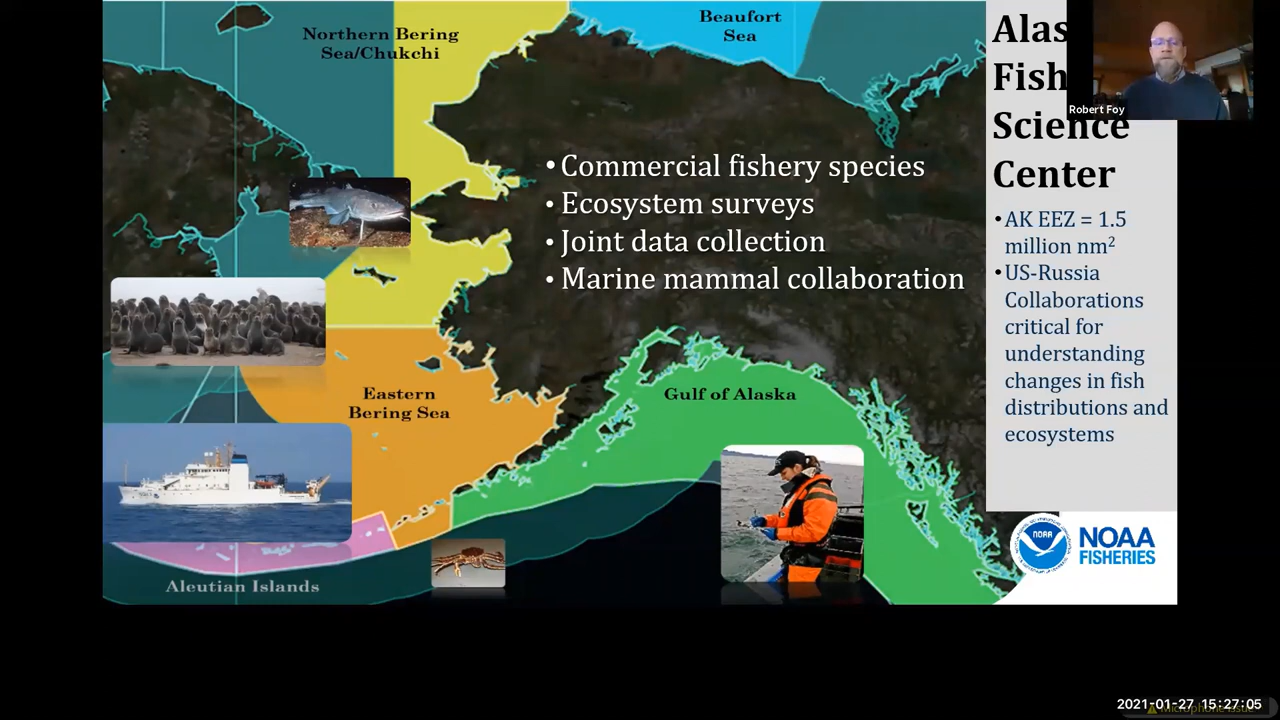 Northern Bering
Sea/Chukchi
Beaufort
Sea
• Commercial fishery species
• Ecosystem surveys
• Joint data collection
• Marine mammal collaboration
Eastern
Bering Sea
Gulf of Alaska
Aleutian Islands
Alas
Fish
Science
Center
Robert Foy
• AK EEZ = 1.5
million nm²
• US-Russia
Collaborations
critical for
understanding
changes in fish
distributions and
ecosystems
NOAA
NOAA
FISHERIES
2021-01-27 15:27:05